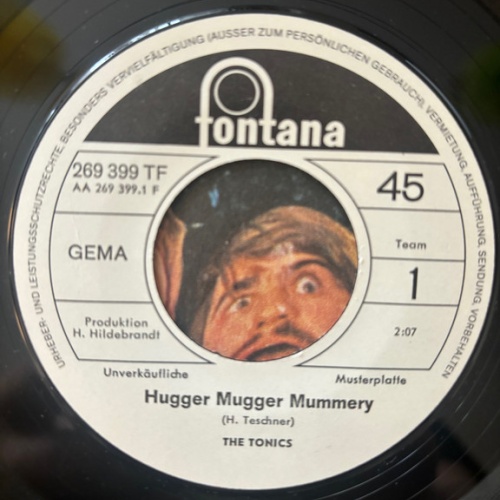 URHEBER- UND LEISTUNGSSCHUTZRECHTE, BESONDERS VERVIELFÄLTIGUNG (AUSSER ZUM PERSÖNLICHEN GEBRAUCH), VERMIETUNG, AUFFÜHRUNG, SENDUNG, VORBEHALTEN
fontana
269 399 TF
AA 269 399.1 F
45
GEMA
Team
1
Produktion
H. Hildebrandt
2:07
Unverkäufliche Musterplatte
Hugger Mugger Mummery
(H. Teschner)
THE TONICS